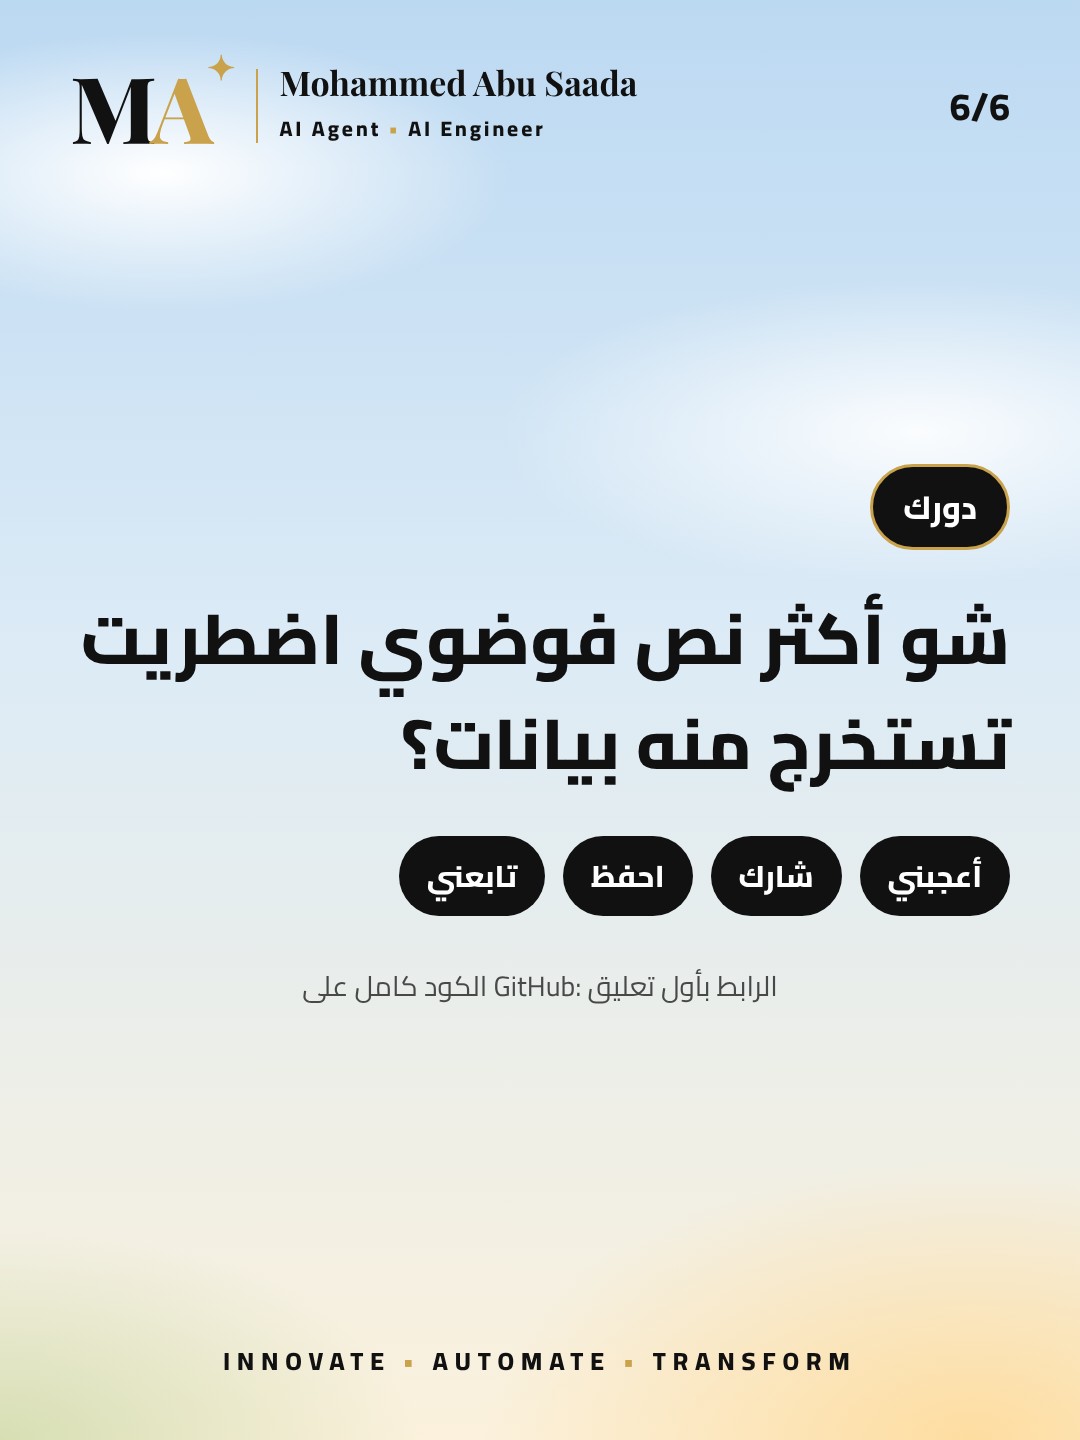 MA
Mohammed Abu Saada
AI Agent ▪ AI Engineer
6/6
دورك
شو أكثر نص فوضوي اضطريت
تستخرج منه بيانات؟
أعجبني
شارك
احفظ
تابعني
الرابط بأول تعليق :GitHub الكود كامل على
INNOVATE ▪ AUTOMATE ▪ TRANSFORM